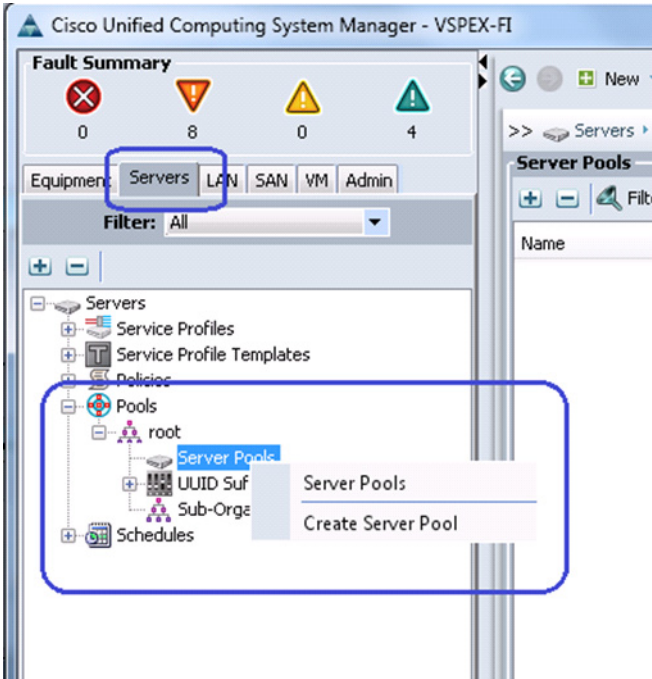 Cisco Unified Computing System Manager - VSPEX-FI
Fault Summary
0 8 0 4
Equipment Servers LAN SAN VM Admin
Filter: All
Servers
Service Profiles
Service Profile Templates
Policies
Pools
root
Server Pools
UUID Suf
Sub-Orga
Schedules
Server Pools
Create Server Pool
New
>> Servers
Server Pools
Filt
Name